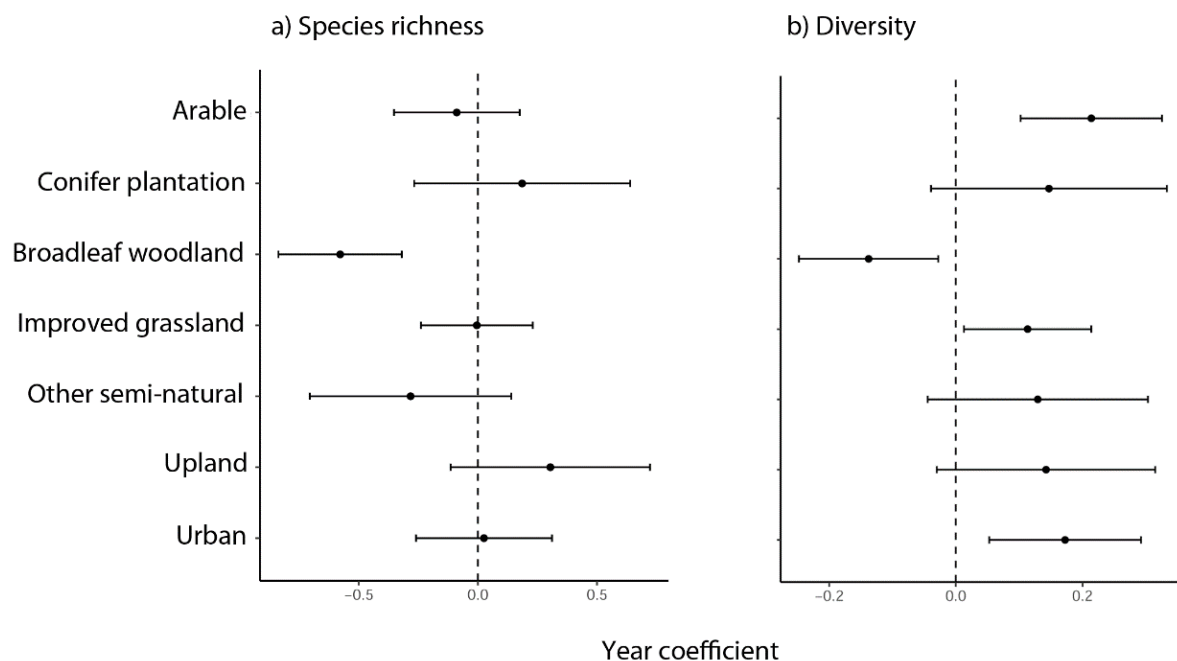 a) Species richness
b) Diversity
Arable
Conifer plantation
Broadleaf woodland
Improved grassland
Other semi-natural
Upland
Urban
−0.5 0.0 0.5
−0.2 0.0 0.2
Year coefficient